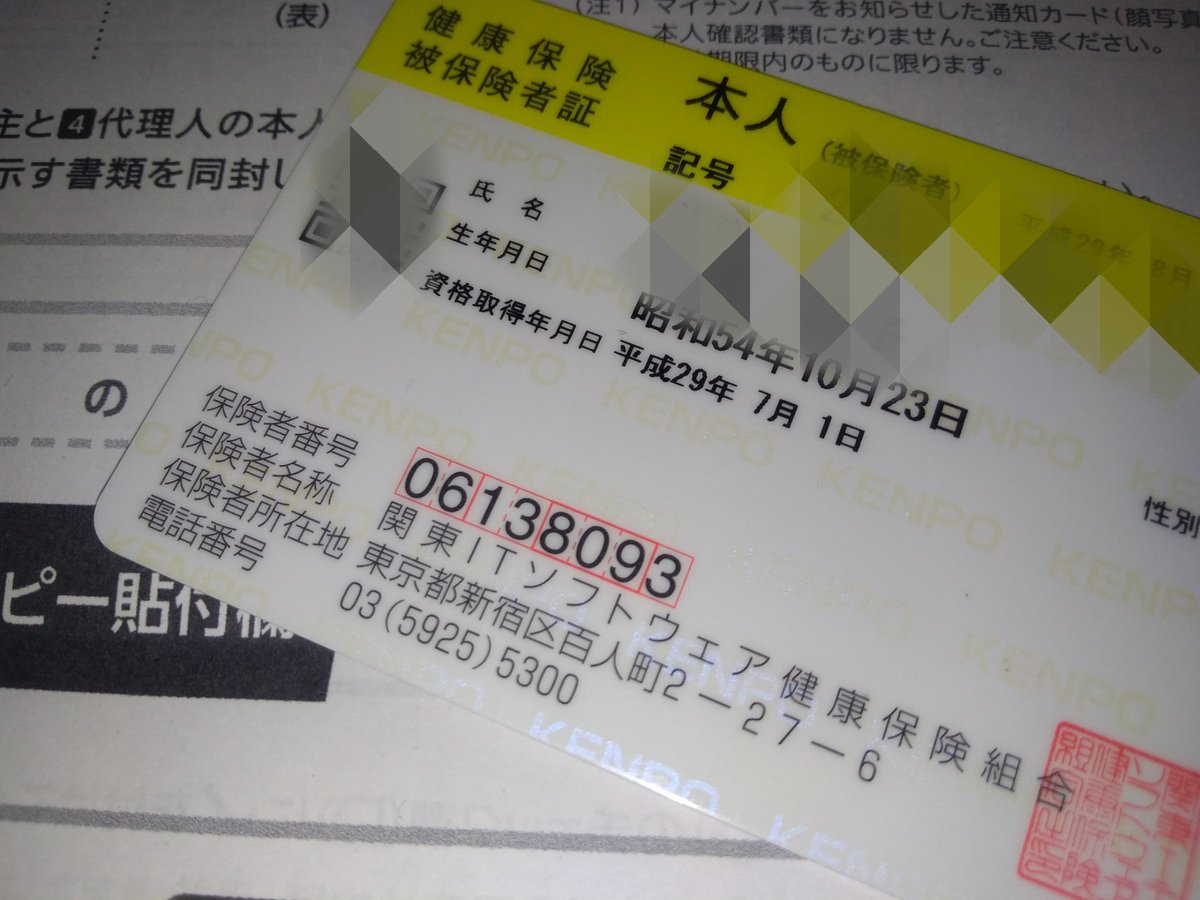 (表)
(注1) マイナンバーをお知らせした通知カード(顔写真
本人確認書類になりません。ご注意ください。
期限内のものに限ります。
主と4代理人の本人
示す書類を同封し
の
ピー貼付欄
健康保険
被保険者証
本人
(被保険者)
記号
平成29年 8月
氏名
生年月日 昭和54年10月23日
資格取得年月日 平成29年 7月 1日
性別
保険者番号 06138093
保険者名称 関東ITソフトウェア健康保険組合
保険者所在地 東京都新宿区百人町2-27-6
電話番号 03(5925)5300
KENPO